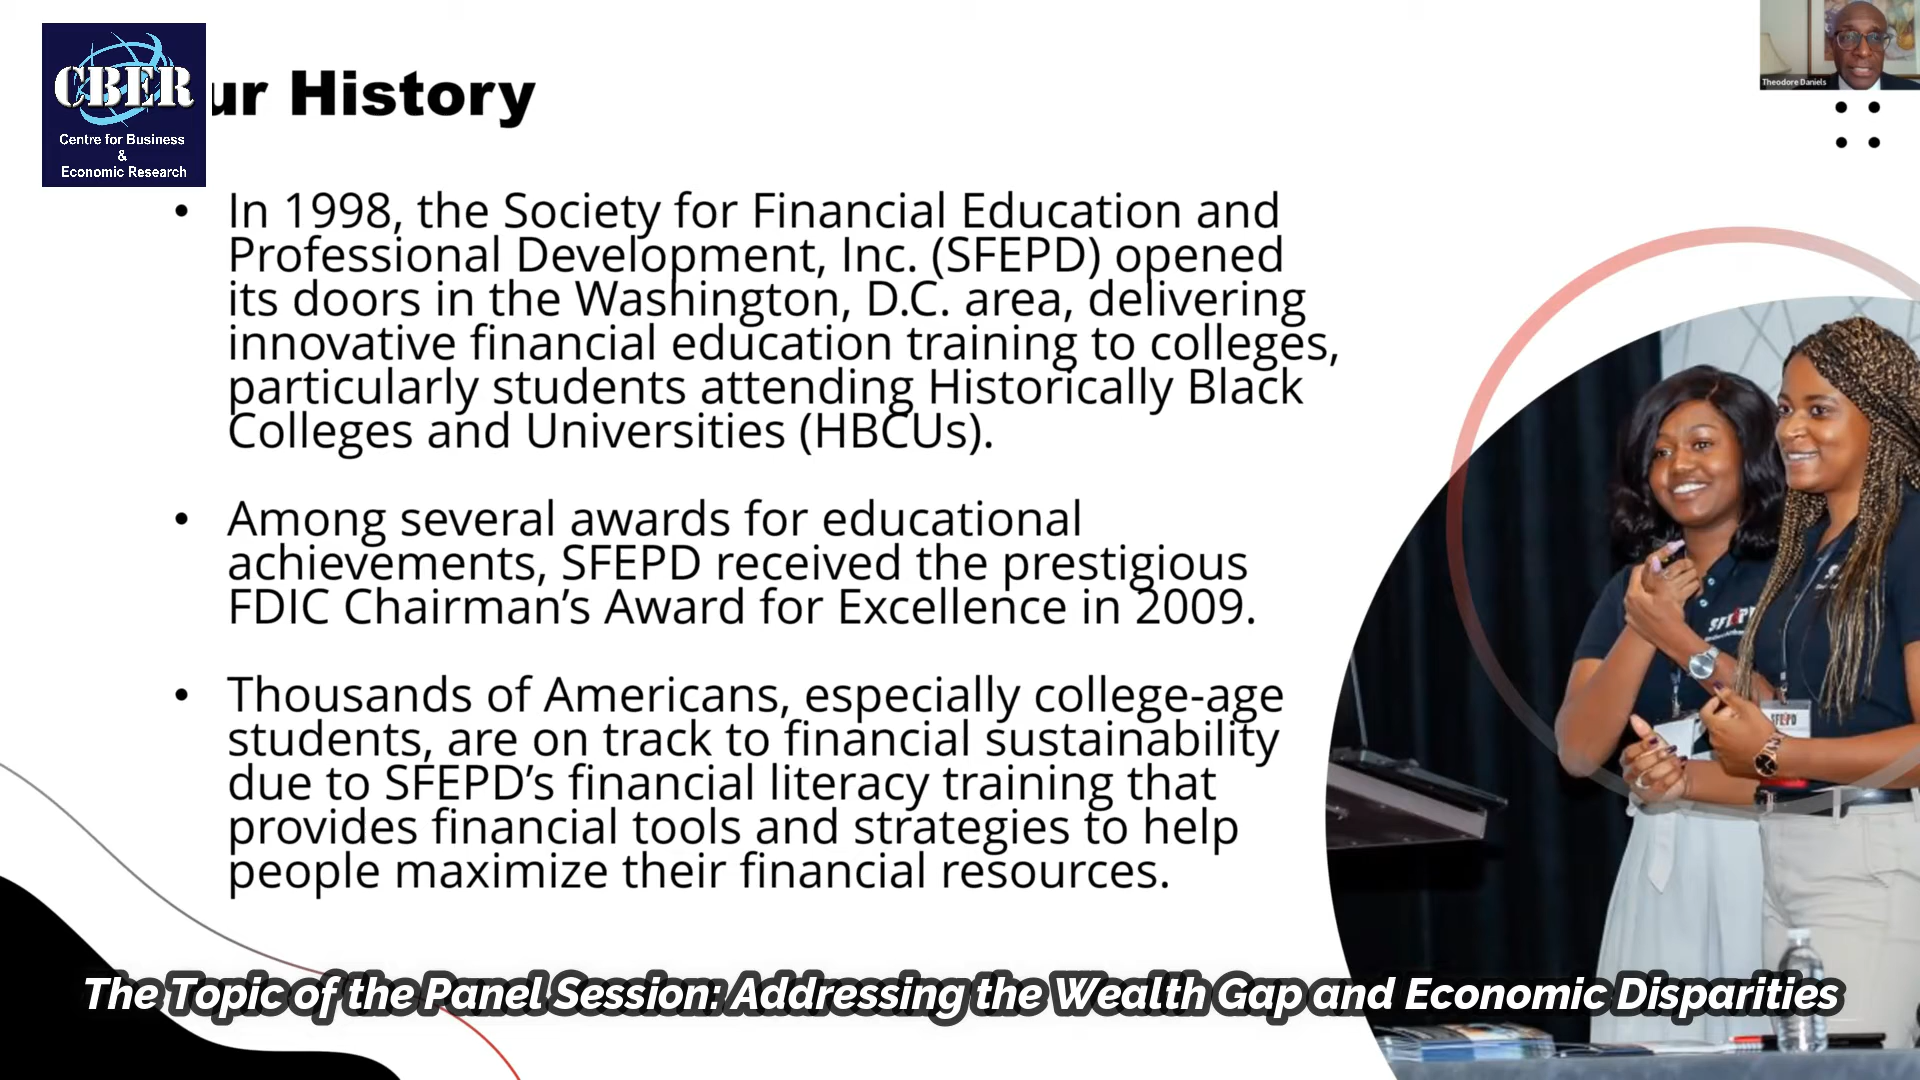 CBER
Centre for Business
&
Economic Research
ur History
Theodore Daniels
• In 1998, the Society for Financial Education and
Professional Development, Inc. (SFEPD) opened
its doors in the Washington, D.C. area, delivering
innovative financial education training to colleges,
particularly students attending Historically Black
Colleges and Universities (HBCUs).
• Among several awards for educational
achievements, SFEPD received the prestigious
FDIC Chairman’s Award for Excellence in 2009.
• Thousands of Americans, especially college-age
students, are on track to financial sustainability
due to SFEPD’s financial literacy training that
provides financial tools and strategies to help
people maximize their financial resources.
SFEP
SFEPD
The Topic of the Panel Session: Addressing the Wealth Gap and Economic Disparities